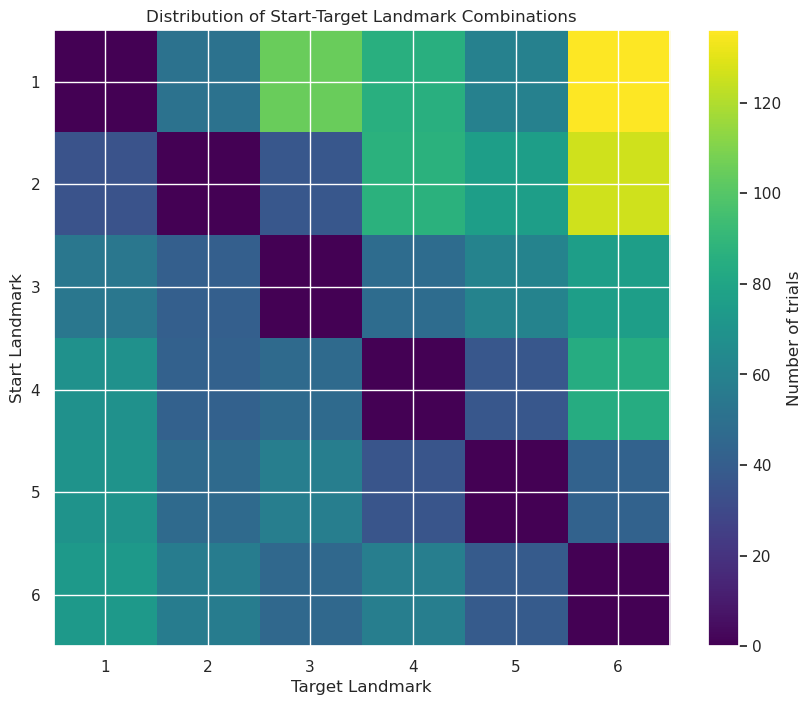 Distribution of Start-Target Landmark Combinations
1
2
3
4
5
6
Start Landmark
1 2 3 4 5 6
Target Landmark
120
100
80
60
40
20
0
Number of trials